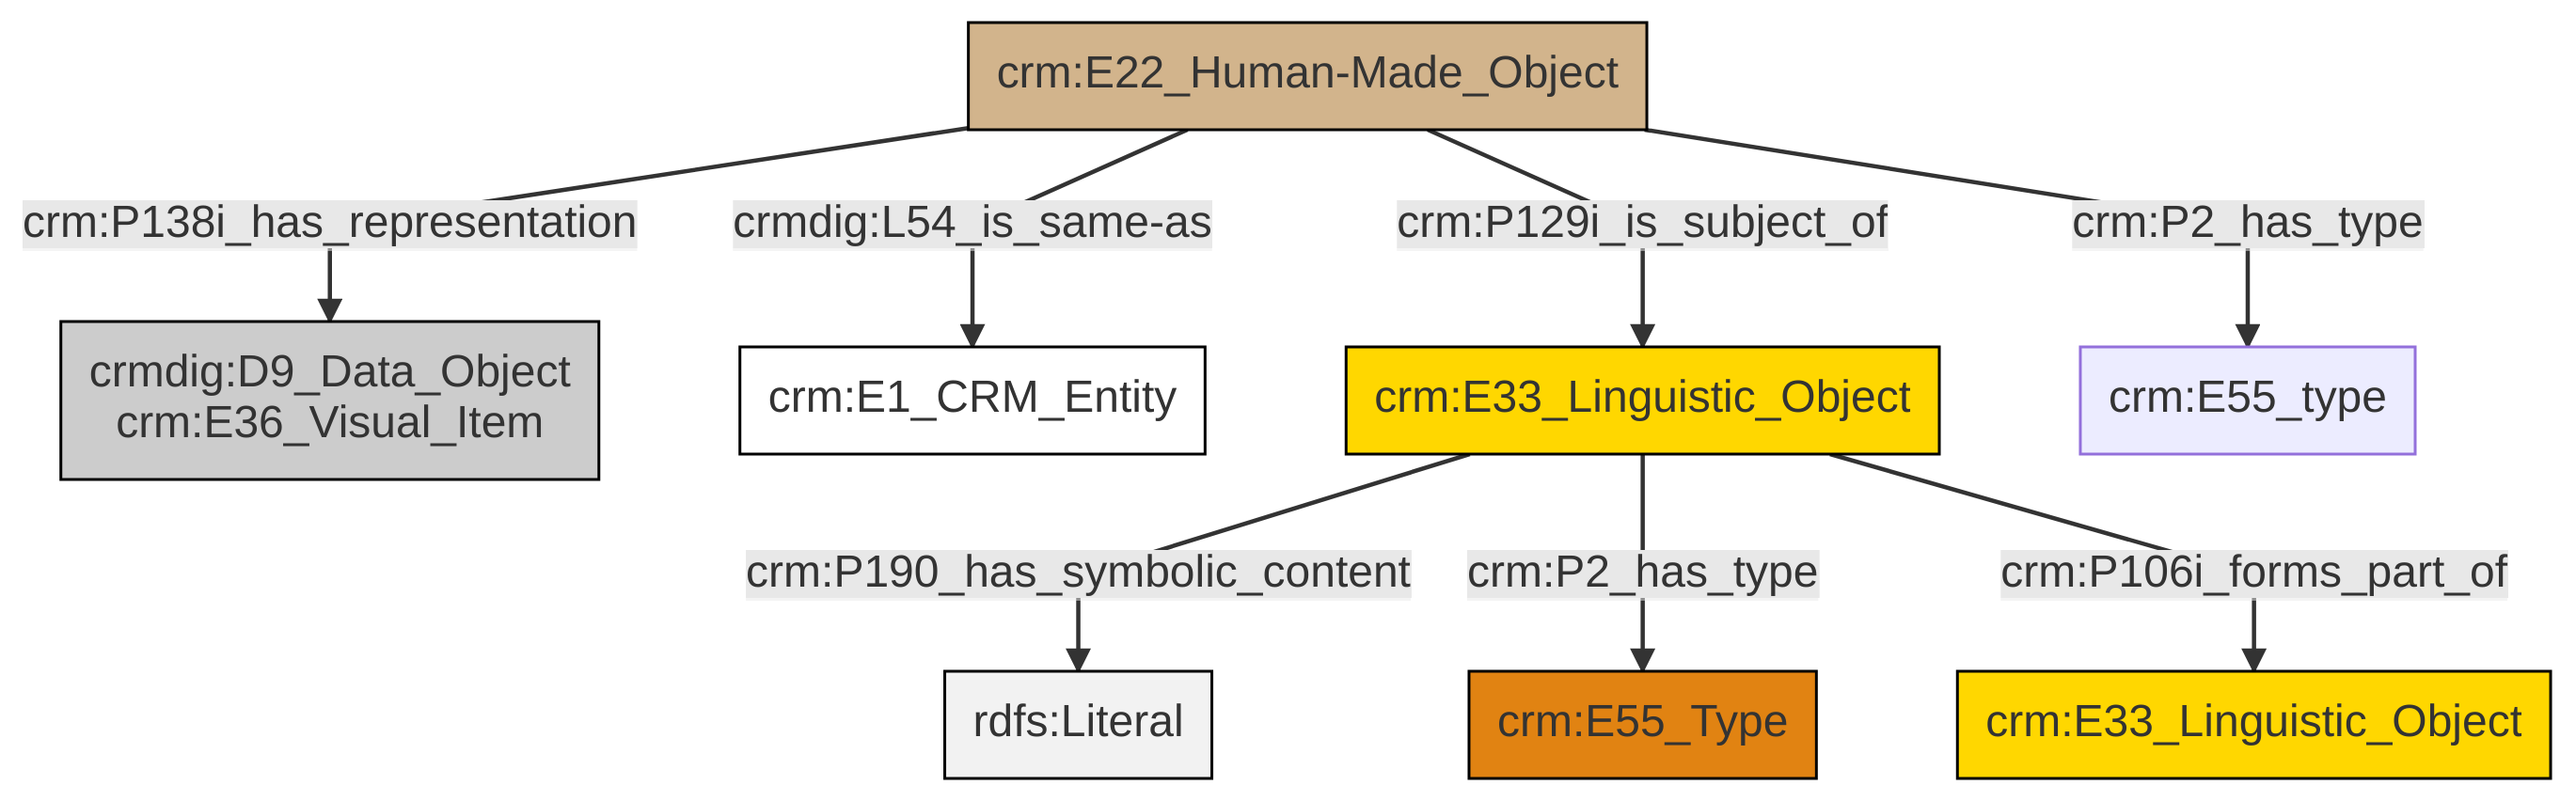 crm:E22_Human-Made_Object
crm:P138i_has_representation
crmdig:L54_is_same-as
crm:P129i_is_subject_of
crm:P2_has_type
crmdig:D9_Data_Object
crm:E36_Visual_Item
crm:E1_CRM_Entity
crm:E33_Linguistic_Object
crm:E55_type
crm:P190_has_symbolic_content
crm:P2_has_type
crm:P106i_forms_part_of
rdfs:Literal
crm:E55_Type
crm:E33_Linguistic_Object